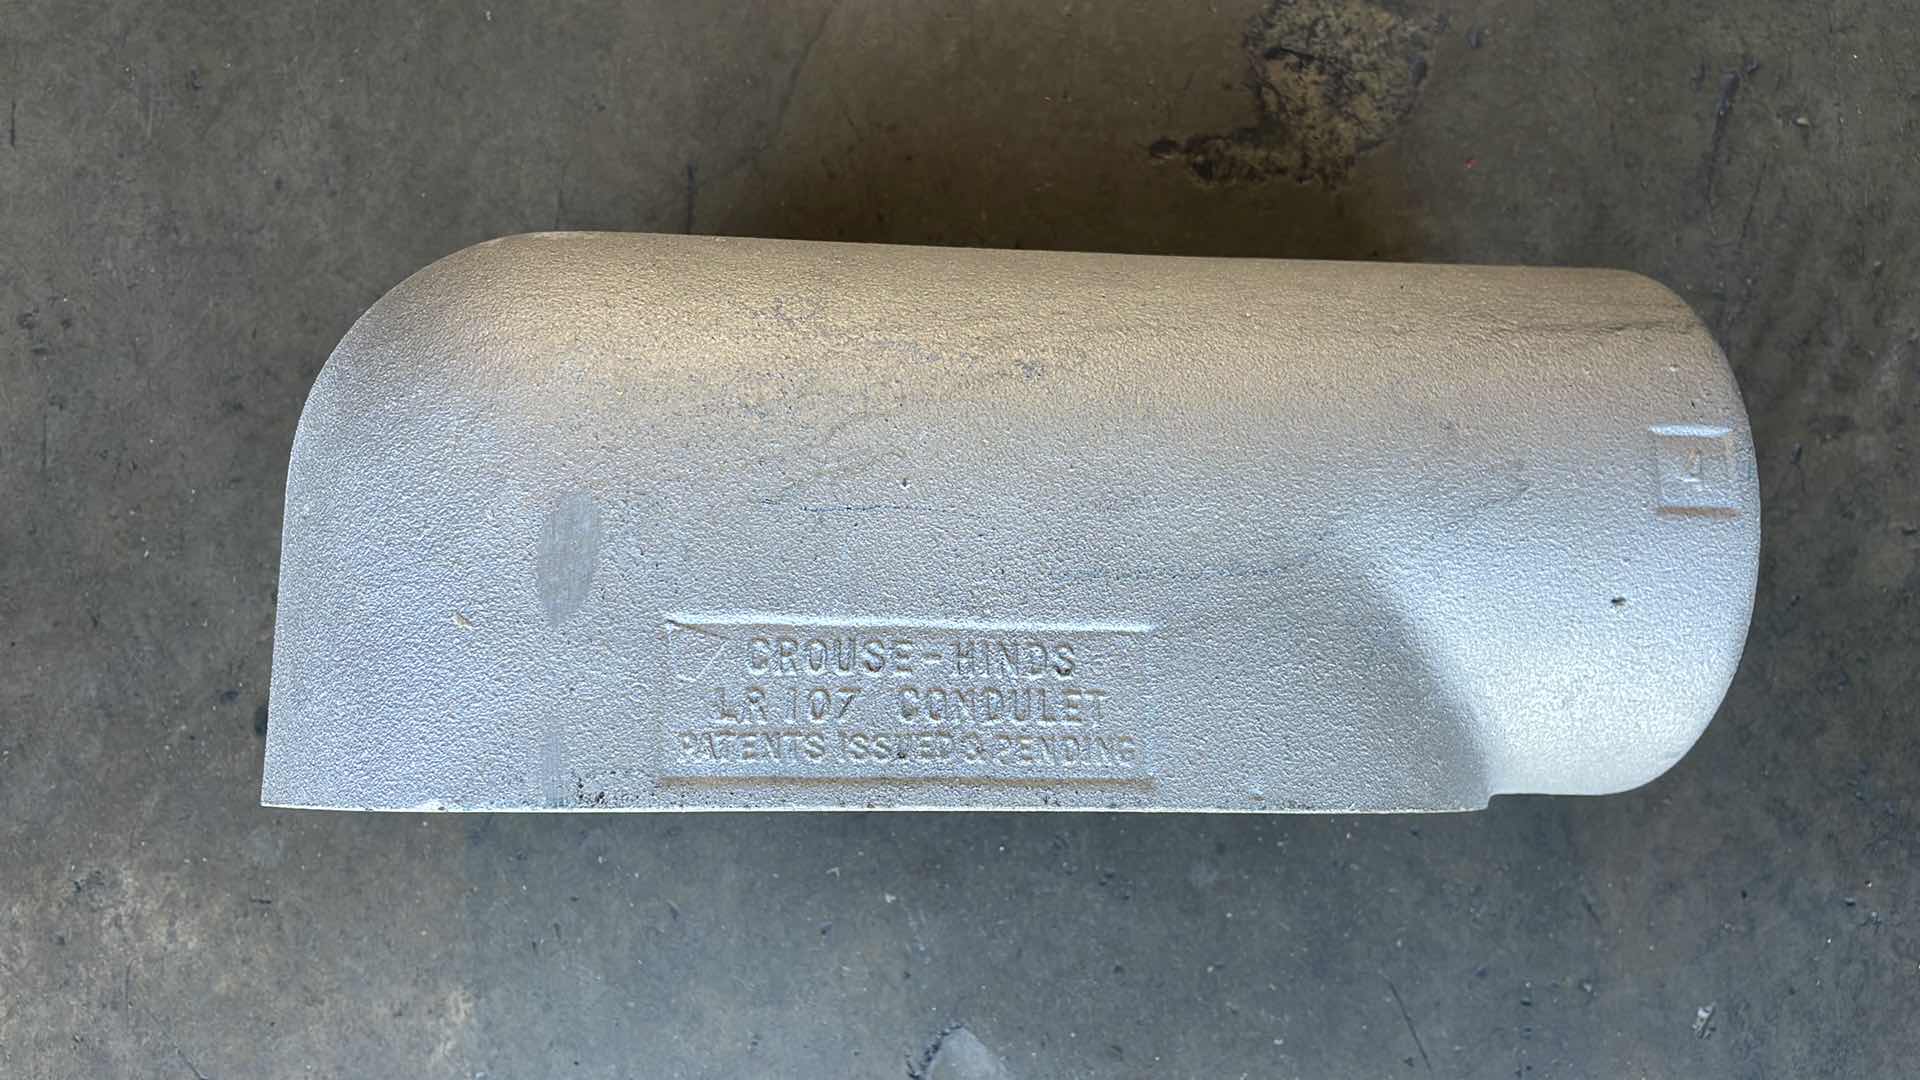 CROUSE-HINDS
LR 107 CONDULET
PATENTS ISSUED & PENDING